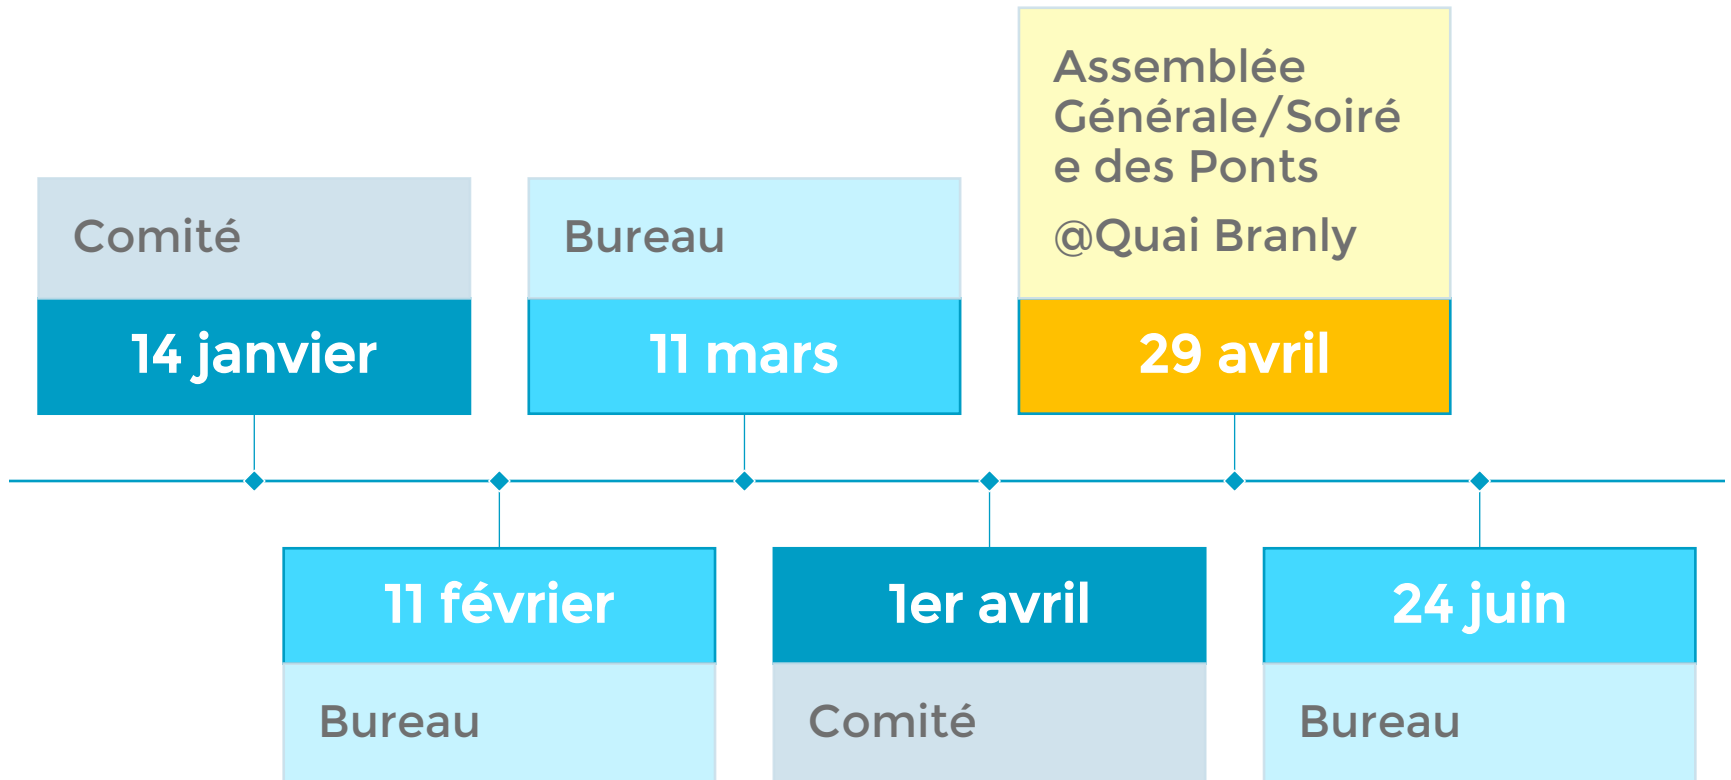 Comité
14 janvier
11 février
Bureau
Bureau
11 mars
1er avril
Comité
Assemblée
Générale/Soiré
e des Ponts
@Quai Branly
29 avril
24 juin
Bureau